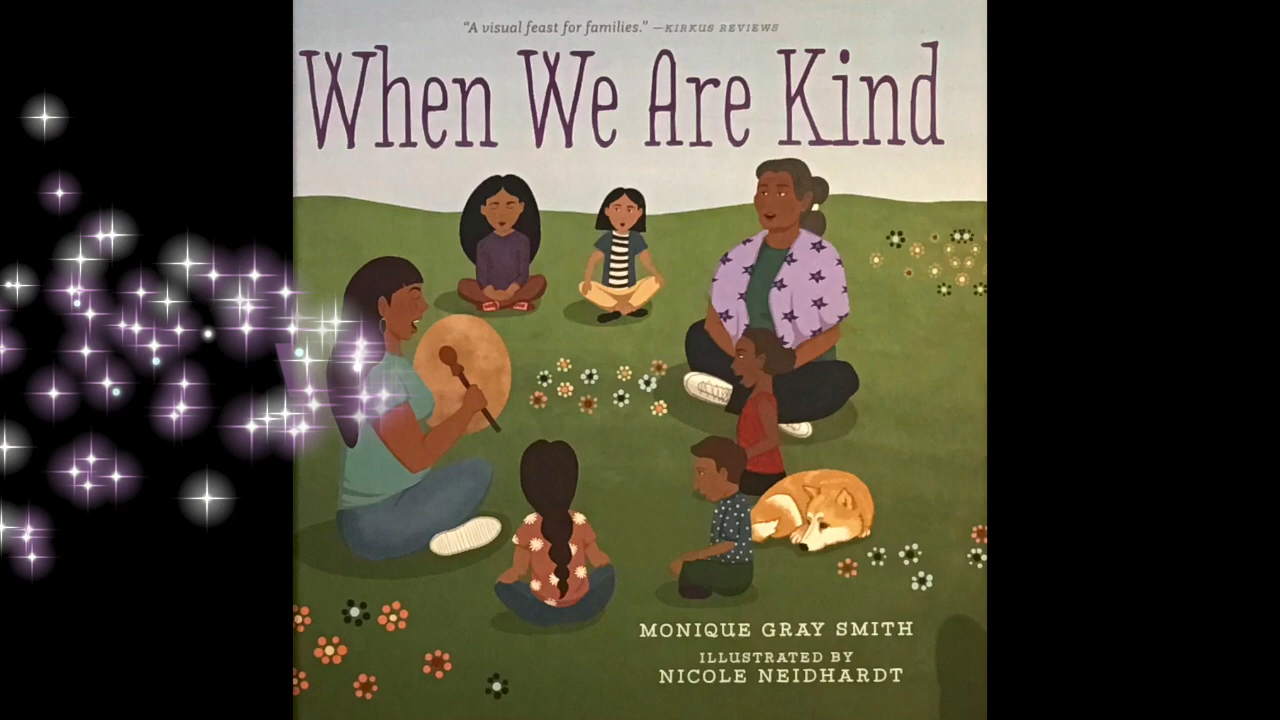 “A visual feast for families.” —KIRKUS REVIEWS
When We Are Kind
MONIQUE GRAY SMITH
ILLUSTRATED BY
NICOLE NEIDHARDT